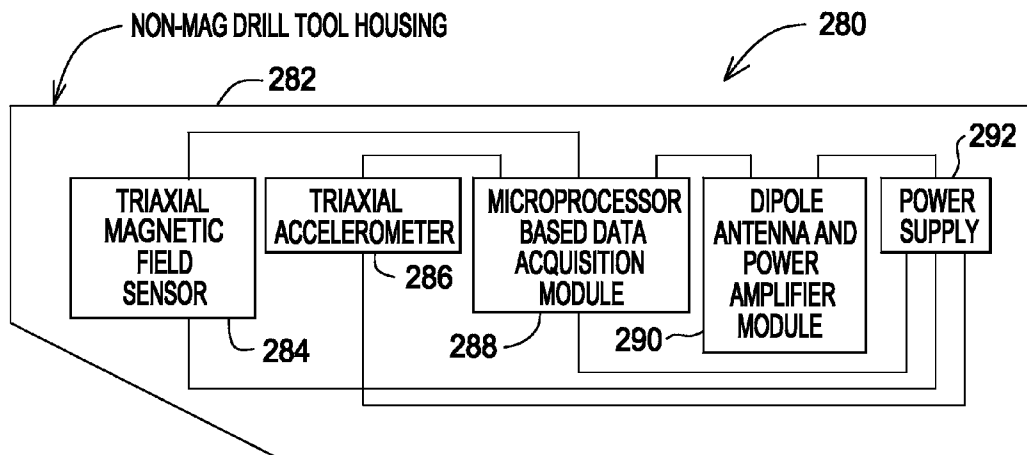 NON-MAG DRILL TOOL HOUSING
280
282
292
TRIAXIAL
MAGNETIC
FIELD
SENSOR
TRIAXIAL
ACCELEROMETER
MICROPROCESSOR
BASED DATA
ACQUISITION
MODULE
DIPOLE
ANTENNA AND
POWER
AMPLIFIER
MODULE
POWER
SUPPLY
284
286
288
290